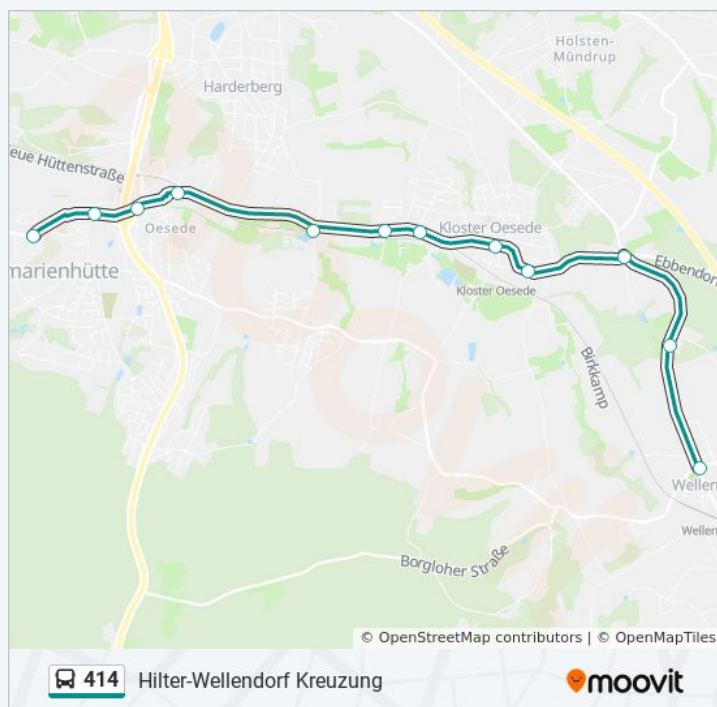 Holsten-
Mündrup
Harderberg
eue Hüttenstraße
Oesede
Kloster Oesede
marienhütte
Ebbendor
Kloster Oesede
Birkkamp
Wellen
Wellen
Borgloher Straße
© OpenStreetMap contributors | © OpenMapTiles
414 Hilter-Wellendorf Kreuzung
moovit